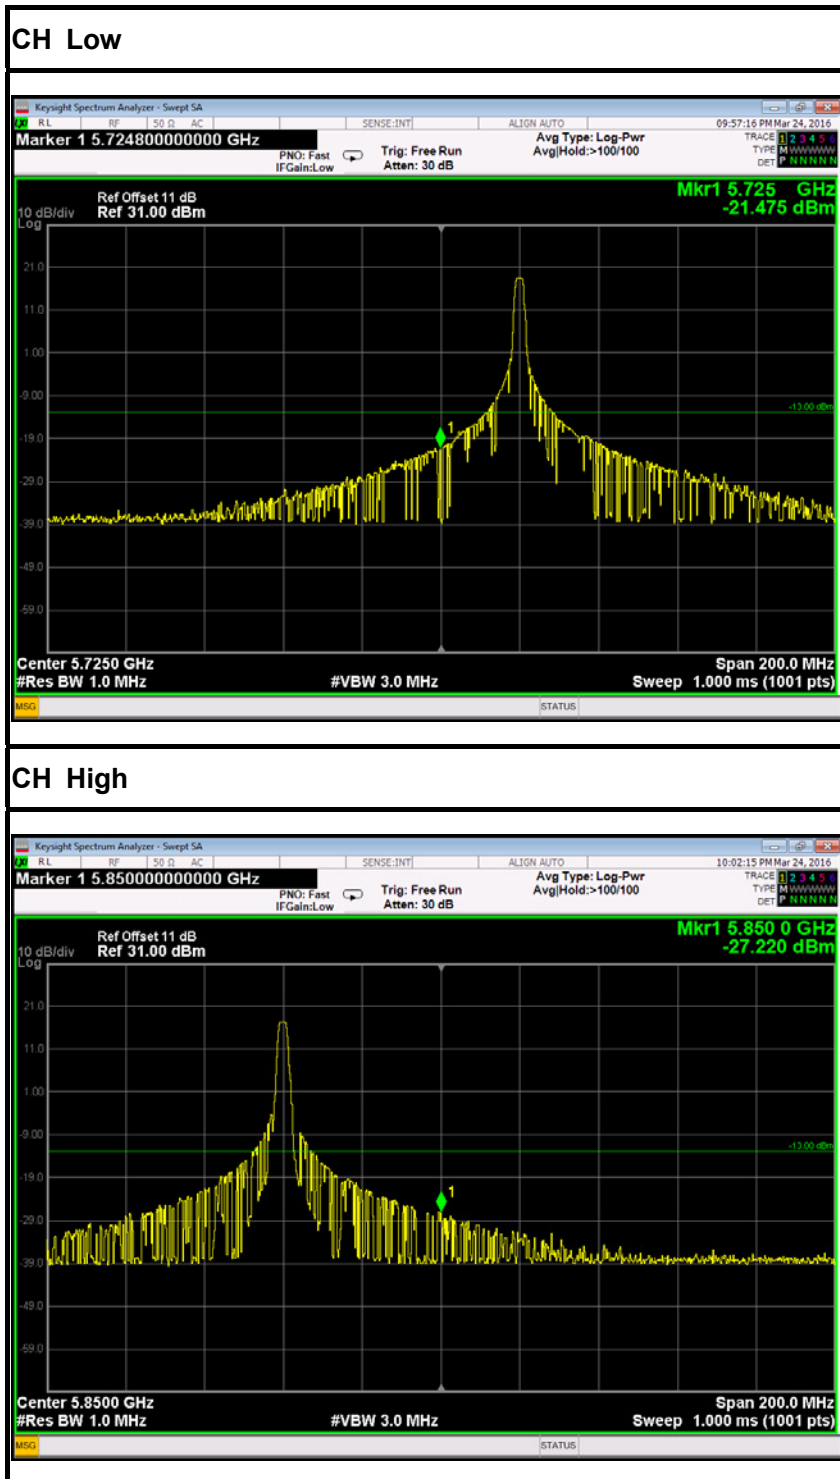 CH Low
Keysight Spectrum Analyzer - Swept SA
RL RF 50 Ω AC SENSE:INT ALIGN AUTO 09:57:16 PM Mar 24, 2016
Marker 1 5.724800000000 GHz
PNO: Fast
IFGain:Low
Trig: Free Run
Atten: 30 dB
Avg Type: Log-Pwr
Avg|Hold:>100/100
TRACE 1 2 3 4 5 6
TYPE M WWWWW
DET P N N N N N
Mkr1 5.725 GHz
-21.475 dBm
Ref Offset 11 dB
10 dB/div Ref 31.00 dBm
Log
21.0
11.0
1.00
-9.00
-13.00 dBm
1
-19.0
-29.0
-39.0
-49.0
-59.0
Center 5.7250 GHz Span 200.0 MHz
#Res BW 1.0 MHz #VBW 3.0 MHz Sweep 1.000 ms (1001 pts)
MSG STATUS
CH High
Keysight Spectrum Analyzer - Swept SA
RL RF 50 Ω AC SENSE:INT ALIGN AUTO 10:02:15 PM Mar 24, 2016
Marker 1 5.850000000000 GHz
PNO: Fast
IFGain:Low
Trig: Free Run
Atten: 30 dB
Avg Type: Log-Pwr
Avg|Hold:>100/100
TRACE 1 2 3 4 5 6
TYPE M WWWWW
DET P N N N N N
Mkr1 5.850 0 GHz
-27.220 dBm
Ref Offset 11 dB
10 dB/div Ref 31.00 dBm
Log
21.0
11.0
1.00
-9.00
-13.00 dBm
-19.0
1
-29.0
-39.0
-49.0
-59.0
Center 5.8500 GHz Span 200.0 MHz
#Res BW 1.0 MHz #VBW 3.0 MHz Sweep 1.000 ms (1001 pts)
MSG STATUS